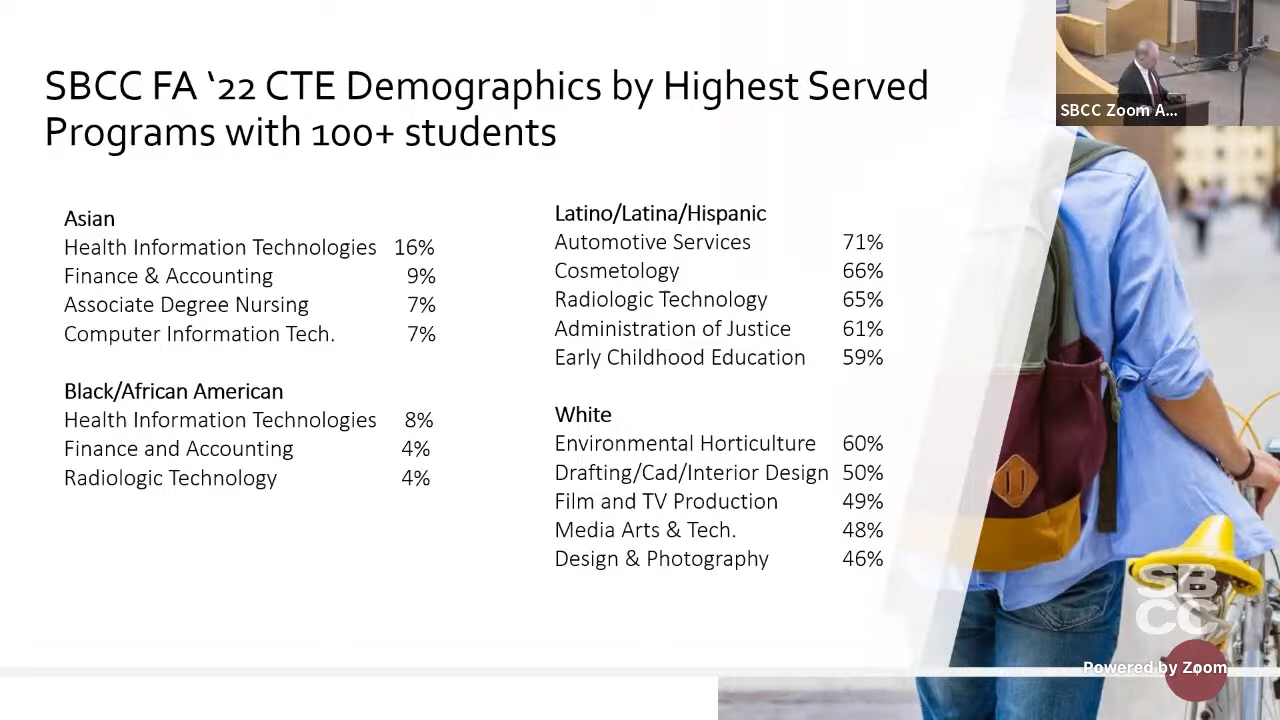 SBCC FA ‘22 CTE Demographics by Highest Served
Programs with 100+ students
Asian
Health Information Technologies 16%
Finance & Accounting 9%
Associate Degree Nursing 7%
Computer Information Tech. 7%
Black/African American
Health Information Technologies 8%
Finance and Accounting 4%
Radiologic Technology 4%
Latino/Latina/Hispanic
Automotive Services 71%
Cosmetology 66%
Radiologic Technology 65%
Administration of Justice 61%
Early Childhood Education 59%
White
Environmental Horticulture 60%
Drafting/Cad/Interior Design 50%
Film and TV Production 49%
Media Arts & Tech. 48%
Design & Photography 46%
SBCC Zoom A...
SB
CC
Powered by Zoom